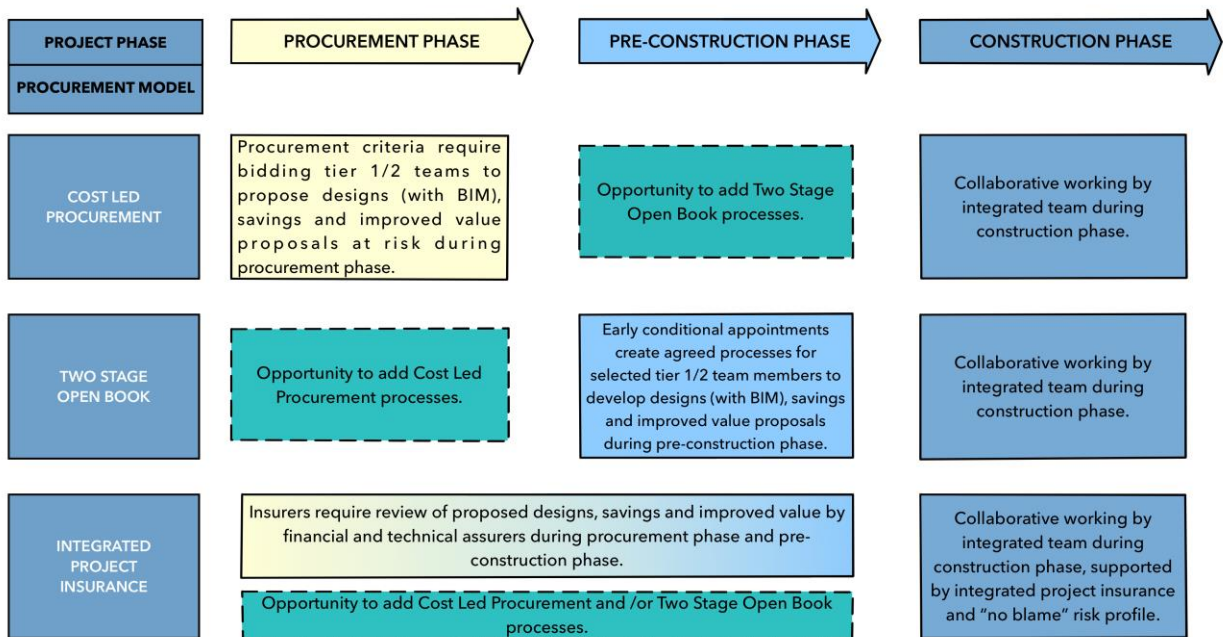 PROJECT PHASE
PROCUREMENT MODEL
PROCUREMENT PHASE
PRE-CONSTRUCTION PHASE
CONSTRUCTION PHASE
COST LED
PROCUREMENT
Procurement criteria require
bidding tier 1/2 teams to
propose designs (with BIM),
savings and improved value
proposals at risk during
procurement phase.
Opportunity to add Two Stage
Open Book processes.
Collaborative working by
integrated team during
construction phase.
TWO STAGE
OPEN BOOK
Opportunity to add Cost Led
Procurement processes.
Early conditional appointments
create agreed processes for
selected tier 1/2 team members to
develop designs (with BIM), savings
and improved value proposals
during pre-construction phase.
Collaborative working by
integrated team during
construction phase.
INTEGRATED
PROJECT
INSURANCE
Insurers require review of proposed designs, savings and improved value by
financial and technical assurers during procurement phase and pre-
construction phase.
Opportunity to add Cost Led Procurement and /or Two Stage Open Book
processes.
Collaborative working by
integrated team during
construction phase, supported
by integrated project insurance
and “no blame” risk profile.